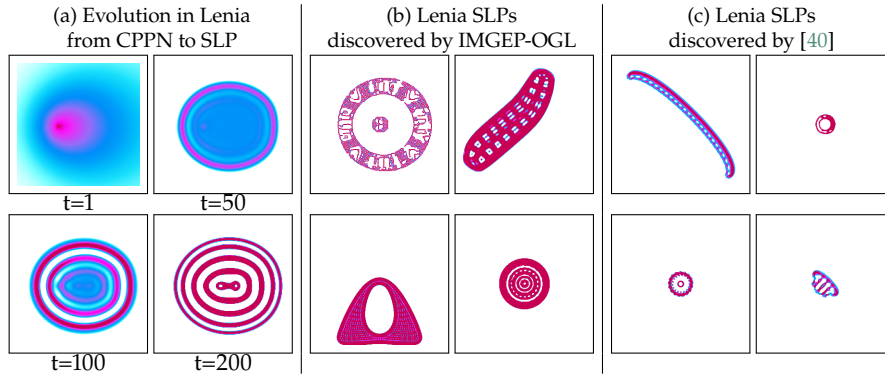 (a) Evolution in Lenia
from CPPN to SLP
t=1
t=50
t=100
t=200
(b) Lenia SLPs
discovered by IMGEP-OGL
(c) Lenia SLPs
discovered by [40]